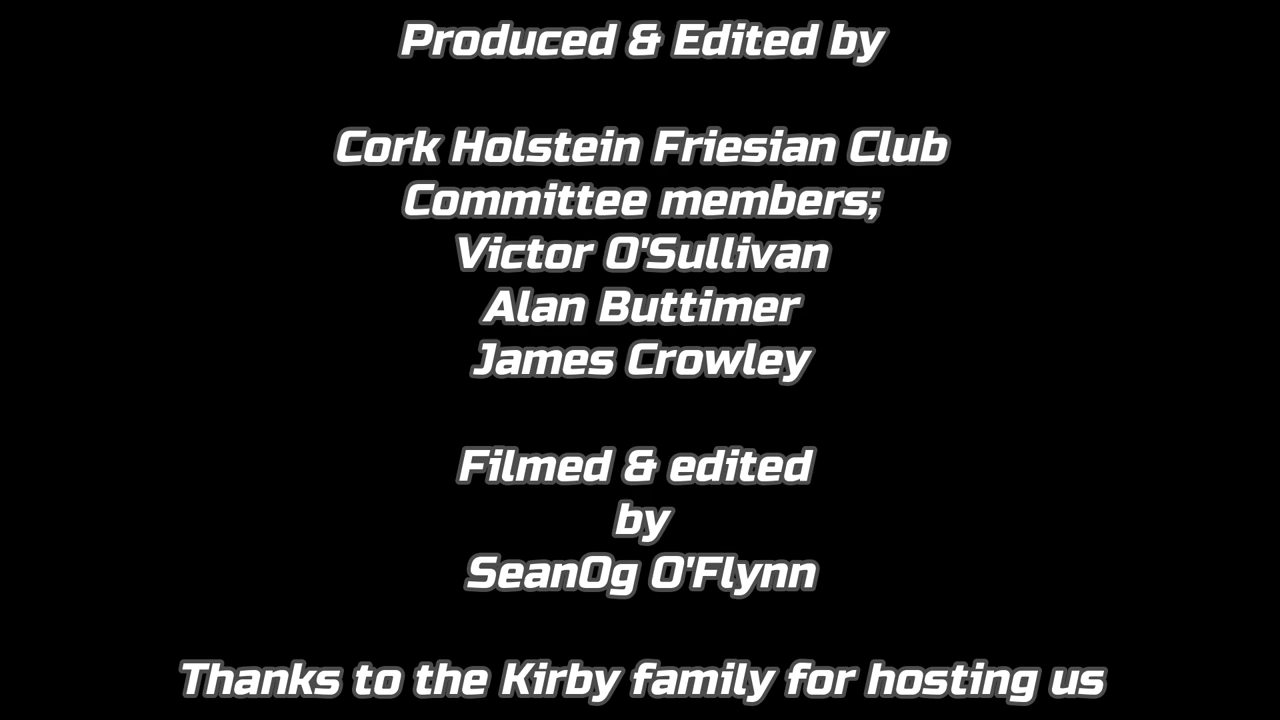 Produced & Edited by
Cork Holstein Friesian Club
Committee members;
Victor O'Sullivan
Alan Buttimer
James Crowley
Filmed & edited
by
SeanOg O'Flynn
Thanks to the Kirby family for hosting us